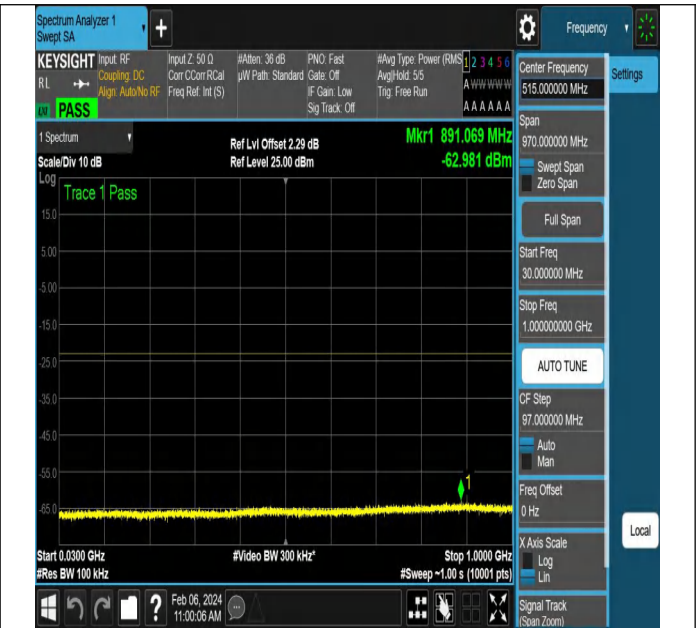 Spectrum Analyzer 1
Swept SA
+
Frequency
KEYSIGHT
RL
LXI
PASS
Input: RF
Coupling: DC
Align: Auto/No RF
Input Z: 50 Ω
Corr CCorr RCal
Freq Ref: Int (S)
#Atten: 36 dB
µW Path: Standard
PNO: Fast
Gate: Off
IF Gain: Low
Sig Track: Off
#Avg Type: Power (RMS
Avg|Hold: 5/5
Trig: Free Run
1 2 3 4 5 6
A W W W W W
A A A A A A
1 Spectrum
Scale/Div 10 dB
Log
Ref Lvl Offset 2.29 dB
Ref Level 25.00 dBm
Mkr1 891.069 MHz
-62.981 dBm
Trace 1 Pass
15.0
5.00
-5.00
-15.0
-25.0
-35.0
-45.0
-55.0
-65.0
1
Start 0.0300 GHz
#Res BW 100 kHz
#Video BW 300 kHz*
Stop 1.0000 GHz
#Sweep ~1.00 s (10001 pts)
?
Feb 06, 2024
11:00:06 AM
Center Frequency
515.000000 MHz
Settings
Span
970.000000 MHz
Swept Span
Zero Span
Full Span
Start Freq
30.000000 MHz
Stop Freq
1.000000000 GHz
AUTO TUNE
CF Step
97.000000 MHz
Auto
Man
Freq Offset
0 Hz
X Axis Scale
Log
Lin
Local
Signal Track
(Span Zoom)